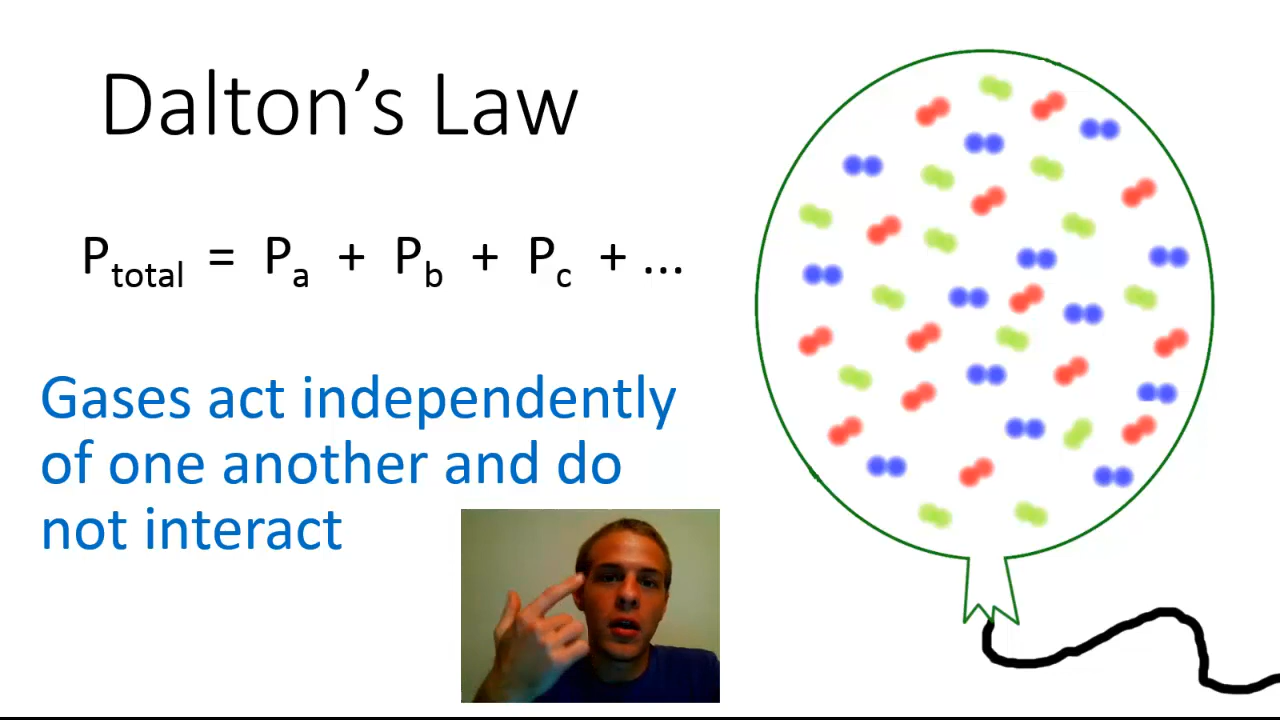 Dalton’s Law
P_total = P_a + P_b + P_c + ...
Gases act independently
of one another and do
not interact